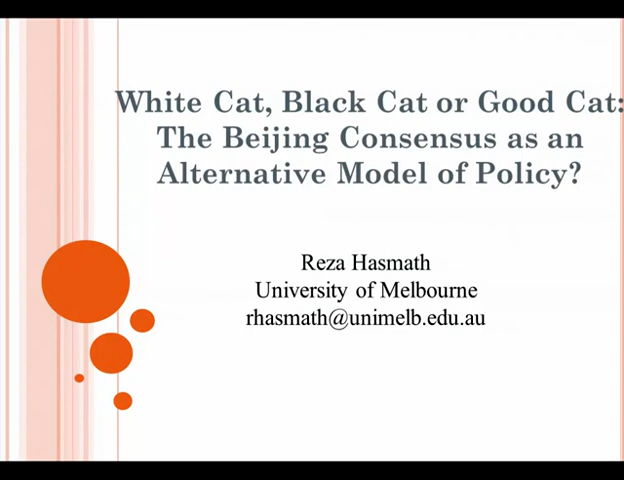 White Cat, Black Cat or Good Cat:
The Beijing Consensus as an
Alternative Model of Policy?
Reza Hasmath
University of Melbourne
rhasmath@unimelb.edu.au